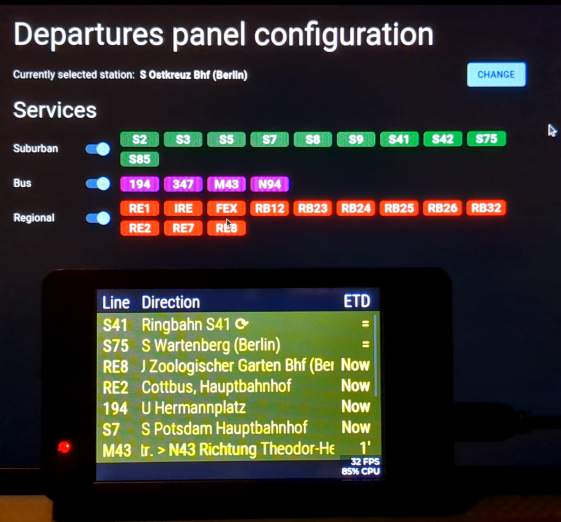 Departures panel configuration
Currently selected station: S Ostkreuz Bhf (Berlin)
CHANGE
Services
Suburban S2 S3 S5 S7 S8 S9 S41 S42 S75
S85
Bus 194 347 M43 N94
Regional RE1 IRE FEX RB12 RB23 RB24 RB25 RB26 RB32
RE2 RE7 RE8
Line Direction ETD
S41 Ringbahn S41 ⟳ =
S75 S Wartenberg (Berlin) =
RE8 J Zoologischer Garten Bhf (Ber Now
RE2 Cottbus, Hauptbahnhof Now
194 U Hermannplatz Now
S7 S Potsdam Hauptbahnhof Now
M43 tr. > N43 Richtung Theodor-He 1'
32 FPS
85% CPU